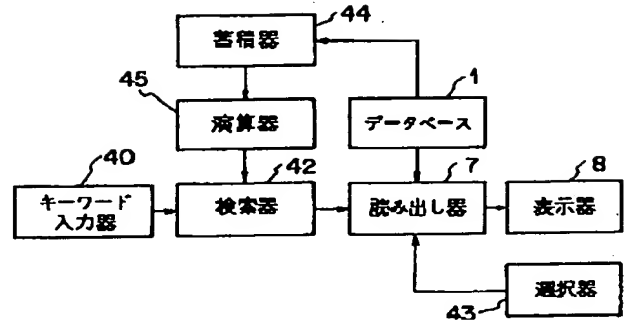 44
蓄積器
45
1
演算器
データベース
40
42
7
8
キーワード
入力器
検索器
読み出し器
表示器
選択器
43